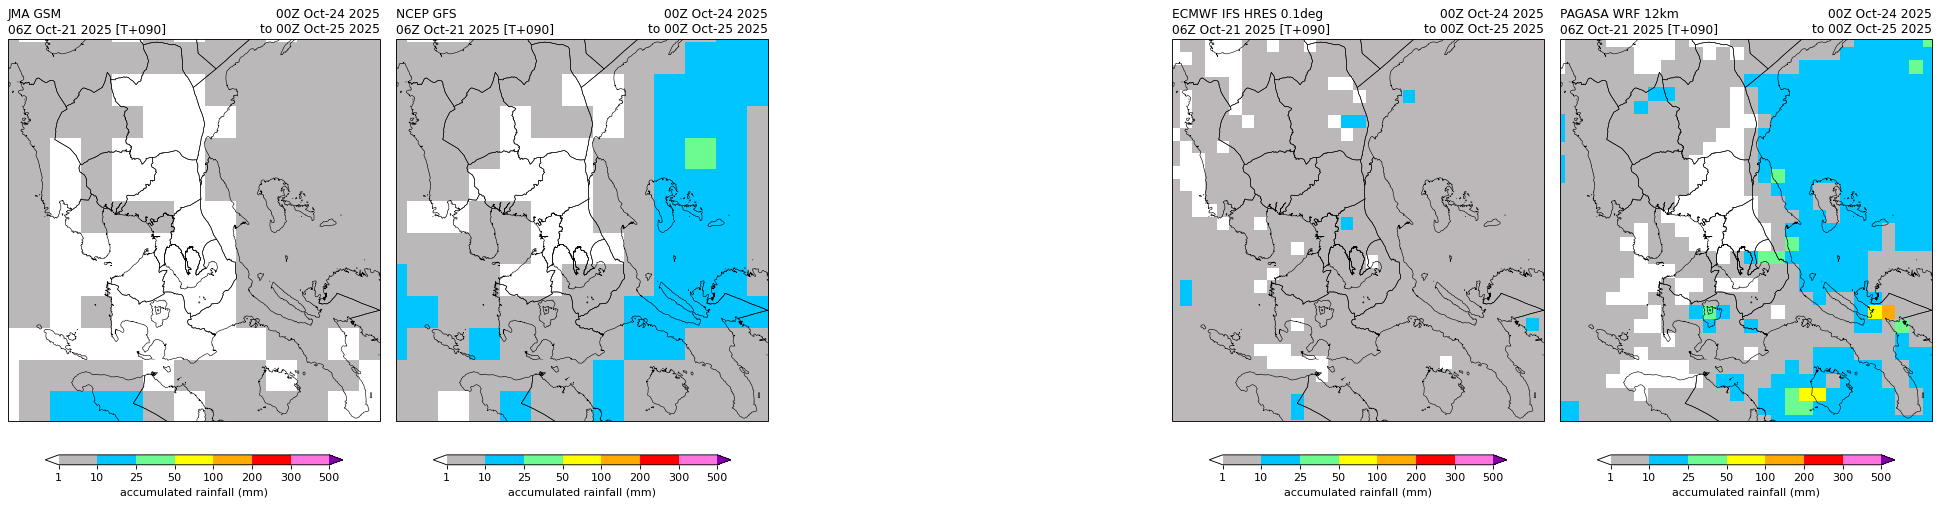 JMA GSM 00Z Oct-24 2025
06Z Oct-21 2025 [T+090] to 00Z Oct-25 2025
1 10 25 50 100 200 300 500
accumulated rainfall (mm)
NCEP GFS 00Z Oct-24 2025
06Z Oct-21 2025 [T+090] to 00Z Oct-25 2025
1 10 25 50 100 200 300 500
accumulated rainfall (mm)
ECMWF IFS HRES 0.1deg 00Z Oct-24 2025
06Z Oct-21 2025 [T+090] to 00Z Oct-25 2025
1 10 25 50 100 200 300 500
accumulated rainfall (mm)
PAGASA WRF 12km 00Z Oct-24 2025
06Z Oct-21 2025 [T+090] to 00Z Oct-25 2025
1 10 25 50 100 200 300 500
accumulated rainfall (mm)